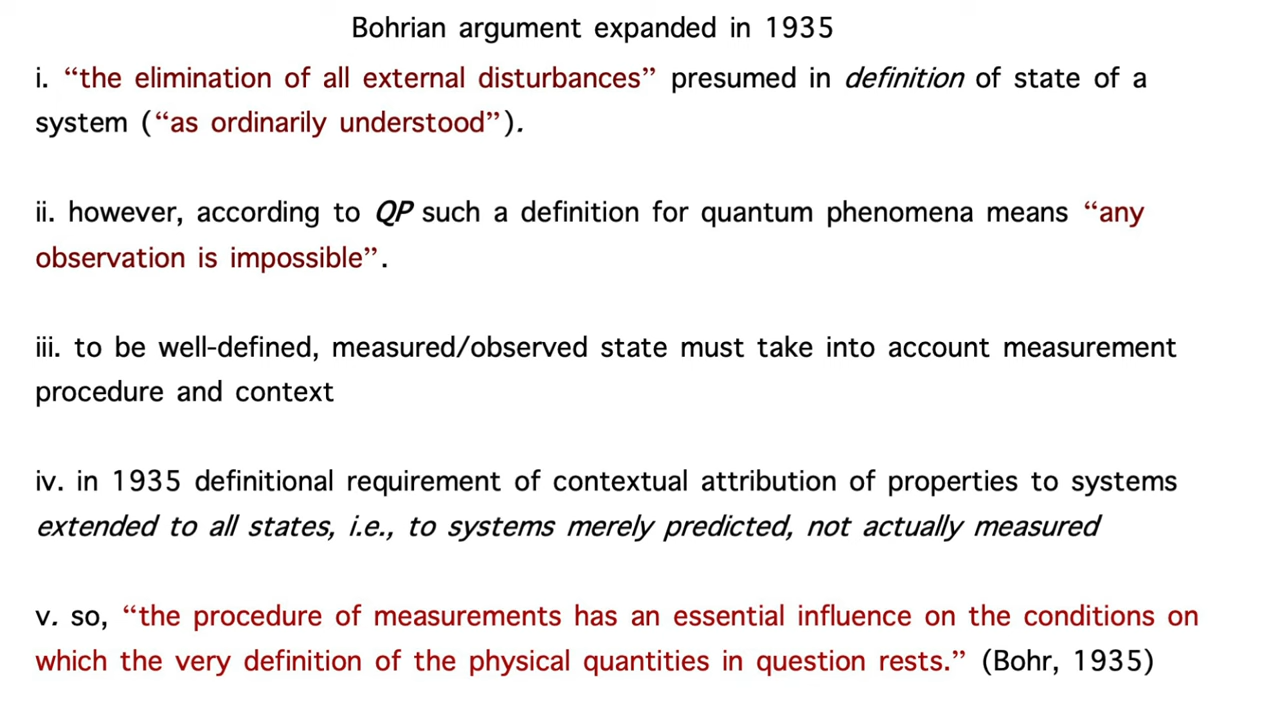 Bohrian argument expanded in 1935
i. “the elimination of all external disturbances” presumed in definition of state of a
system (“as ordinarily understood”).
ii. however, according to QP such a definition for quantum phenomena means “any
observation is impossible”.
iii. to be well-defined, measured/observed state must take into account measurement
procedure and context
iv. in 1935 definitional requirement of contextual attribution of properties to systems
extended to all states, i.e., to systems merely predicted, not actually measured
v. so, “the procedure of measurements has an essential influence on the conditions on
which the very definition of the physical quantities in question rests.” (Bohr, 1935)